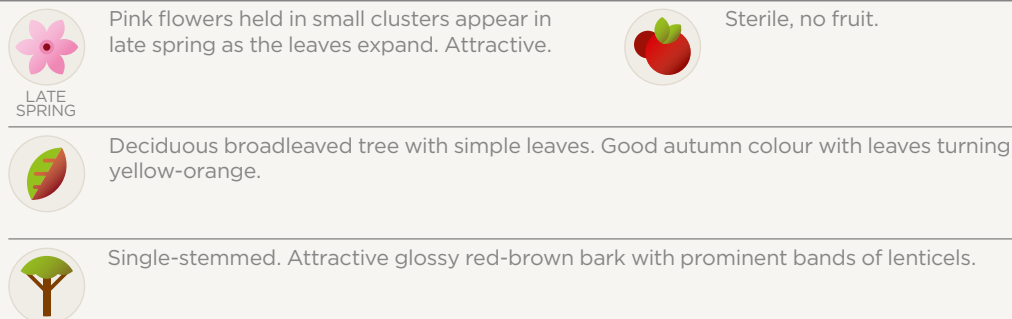 Pink flowers held in small clusters appear in
late spring as the leaves expand. Attractive.
Sterile, no fruit.
LATE
SPRING
Deciduous broadleaved tree with simple leaves. Good autumn colour with leaves turning
yellow-orange.
Single-stemmed. Attractive glossy red-brown bark with prominent bands of lenticels.